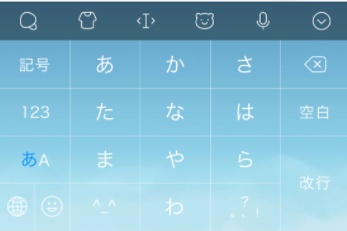 記号 あ か さ
123 た な は 空白
あA ま や ら
改行
^_^ わ 。、?!